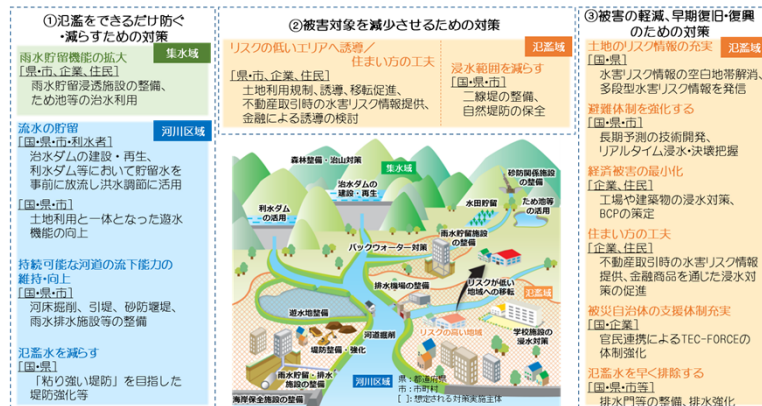 ①氾濫をできるだけ防ぐ
・減らすための対策
集水域
雨水貯留機能の拡大
[県・市、企業、住民]
雨水貯留浸透施設の整備、
ため池等の治水利用
河川区域
流水の貯留
[国・県・市・利水者]
治水ダムの建設・再生、
利水ダム等において貯留水を
事前に放流し洪水調節に活用
[国・県・市]
土地利用と一体となった遊水
機能の向上
持続可能な河道の流下能力の
維持・向上
[国・県・市]
河床掘削、引堤、砂防堰堤、
雨水排水施設等の整備
氾濫水を減らす
[国・県]
「粘り強い堤防」を目指した
堤防強化等
②被害対象を減少させるための対策
氾濫域
リスクの低いエリアへ誘導/
住まい方の工夫
[県・市、企業、住民]
土地利用規制、誘導、移転促進、
不動産取引時の水害リスク情報提供、
金融による誘導の検討
浸水範囲を減らす
[国・県・市]
二線堤の整備、
自然堤防の保全
森林整備・治山対策
集水域
砂防関係施設
の整備
治水ダムの
建設・再生
利水ダム
の活用
水田貯留
ため池等
の活用
雨水貯留施設
の整備
バックウォーター対策
排水機場の整備
リスクが低い
地域への移転
氾濫域
遊水地整備
河道掘削
リスクの高い地域
学校施設の
浸水対策
堤防整備・強化
雨水貯留・排水
施設の整備
海岸保全施設の整備
河川区域
県:都道府県
市:市町村
[ ]:想定される対策実施主体
③被害の軽減、早期復旧・復興
のための対策
氾濫域
土地のリスク情報の充実
[国・県]
水害リスク情報の空白地帯解消、
多段型水害リスク情報を発信
避難体制を強化する
[国・県・市]
長期予測の技術開発、
リアルタイム浸水・決壊把握
経済被害の最小化
[企業、住民]
工場や建築物の浸水対策、
BCPの策定
住まい方の工夫
[企業、住民]
不動産取引時の水害リスク情報
提供、金融商品を通じた浸水対
策の促進
被災自治体の支援体制充実
[国・企業]
官民連携によるTEC-FORCEの
体制強化
氾濫水を早く排除する
[国・県・市等]
排水門等の整備、排水強化